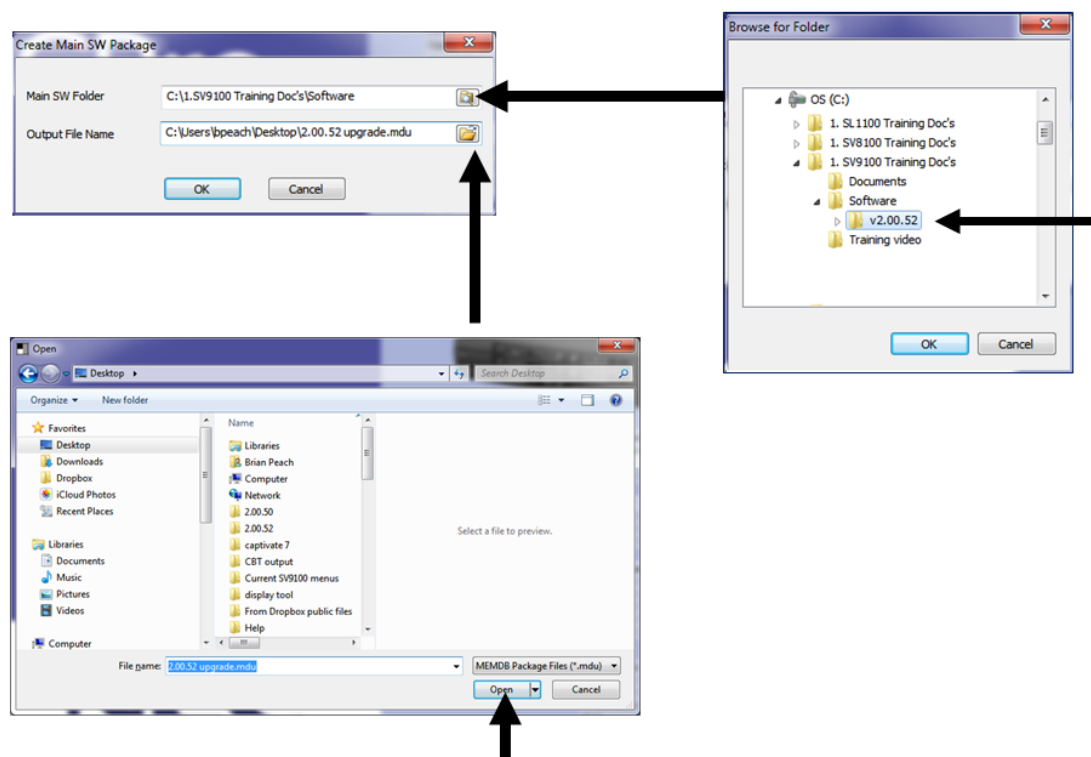 Create Main SW Package
Main SW Folder C:\1.SV9100 Training Doc's\Software
Output File Name C:\Users\bpeach\Desktop\2.00.52 upgrade.mdu
OK Cancel
Browse for Folder
OS (C:)
1. SL1100 Training Doc's
1. SV8100 Training Doc's
1. SV9100 Training Doc's
Documents
Software
v2.00.52
Training video
OK Cancel
Open
Desktop
Search Desktop
Organize New folder
Favorites
Desktop
Downloads
Dropbox
iCloud Photos
Recent Places
Libraries
Documents
Music
Pictures
Videos
Computer
Name
Libraries
Brian Peach
Computer
Network
2.00.50
2.00.52
captivate 7
CBT output
Current SV9100 menus
display tool
From Dropbox public files
Help
Select a file to preview.
File name: 2.00.52 upgrade.mdu MEMDB Package Files (*.mdu)
Open Cancel